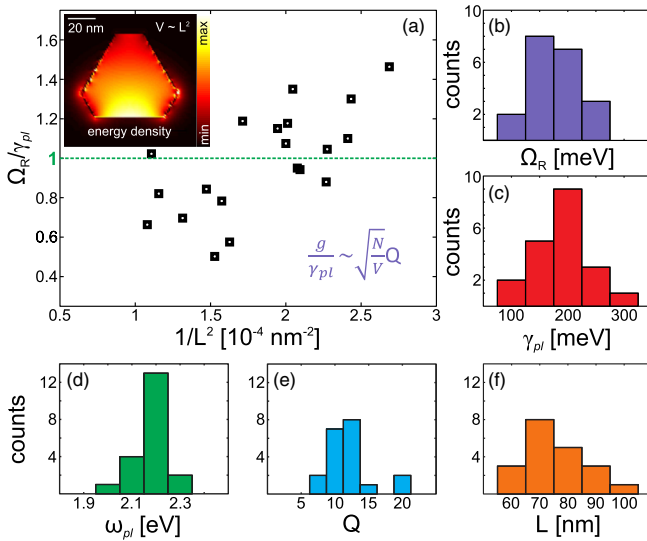 20 nm V ~ L²
max
min
energy density
(a)
1.6
1.4
1.2
1
0.8
0.6
0.4
Ω_R/γ_pl
g/γ_pl ~ √(N/V) Q
0.5 1 1.5 2 2.5 3
1/L² [10⁻⁴ nm⁻²]
(b)
10
6
2
counts
Ω_R [meV]
(c)
10
6
2
counts
100 200 300
γ_pl [meV]
(d)
12
8
4
counts
1.9 2.1 2.3
ω_pl [eV]
(e)
12
8
4
5 10 15 20
Q
(f)
12
8
4
60 70 80 90 100
L [nm]